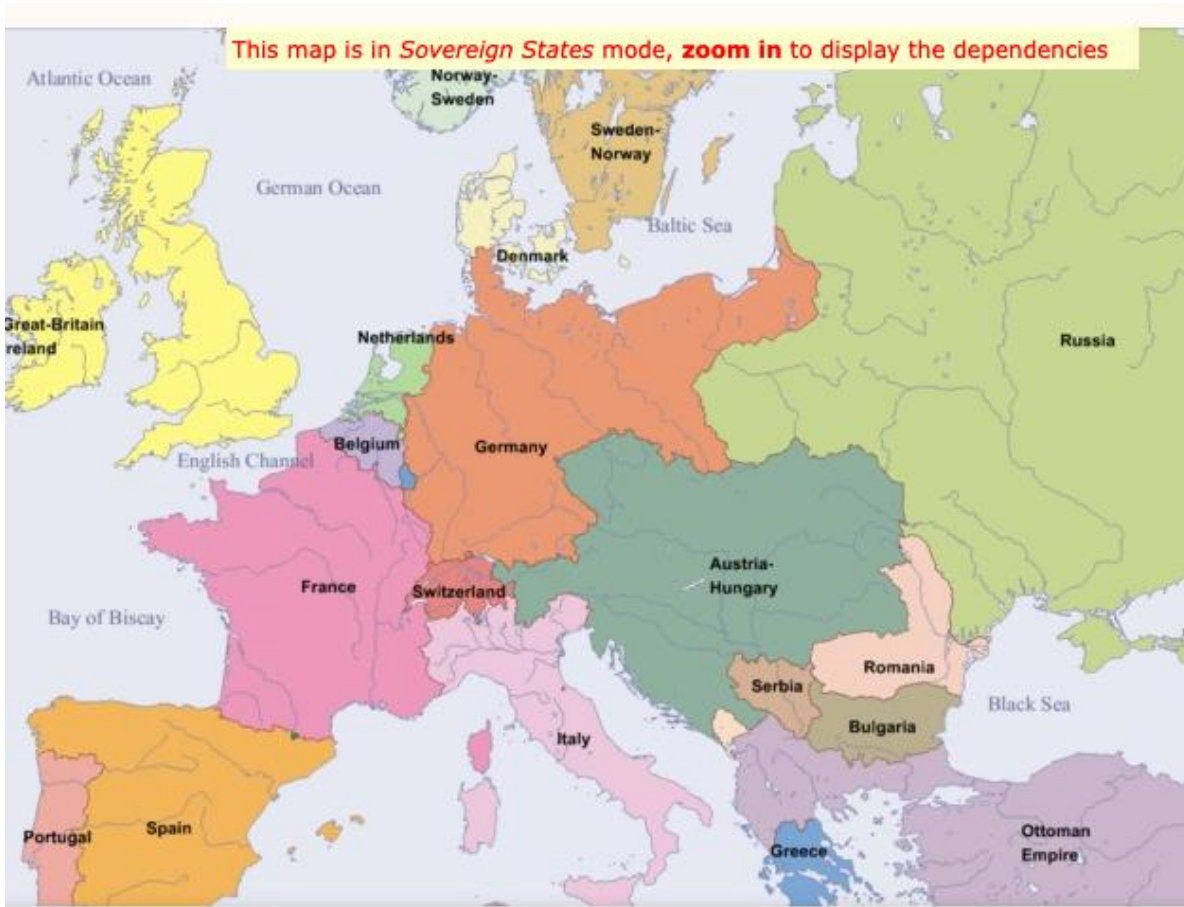 This map is in Sovereign States mode, zoom in to display the dependencies
Atlantic Ocean
Norway-
Sweden
Sweden-
Norway
German Ocean
Baltic Sea
Denmark
Great-Britain
reland
Netherlands
Russia
Belgium
Germany
English Channel
Austria-
Hungary
France
Switzerland
Bay of Biscay
Romania
Serbia
Black Sea
Bulgaria
Italy
Portugal
Spain
Ottoman
Empire
Greece